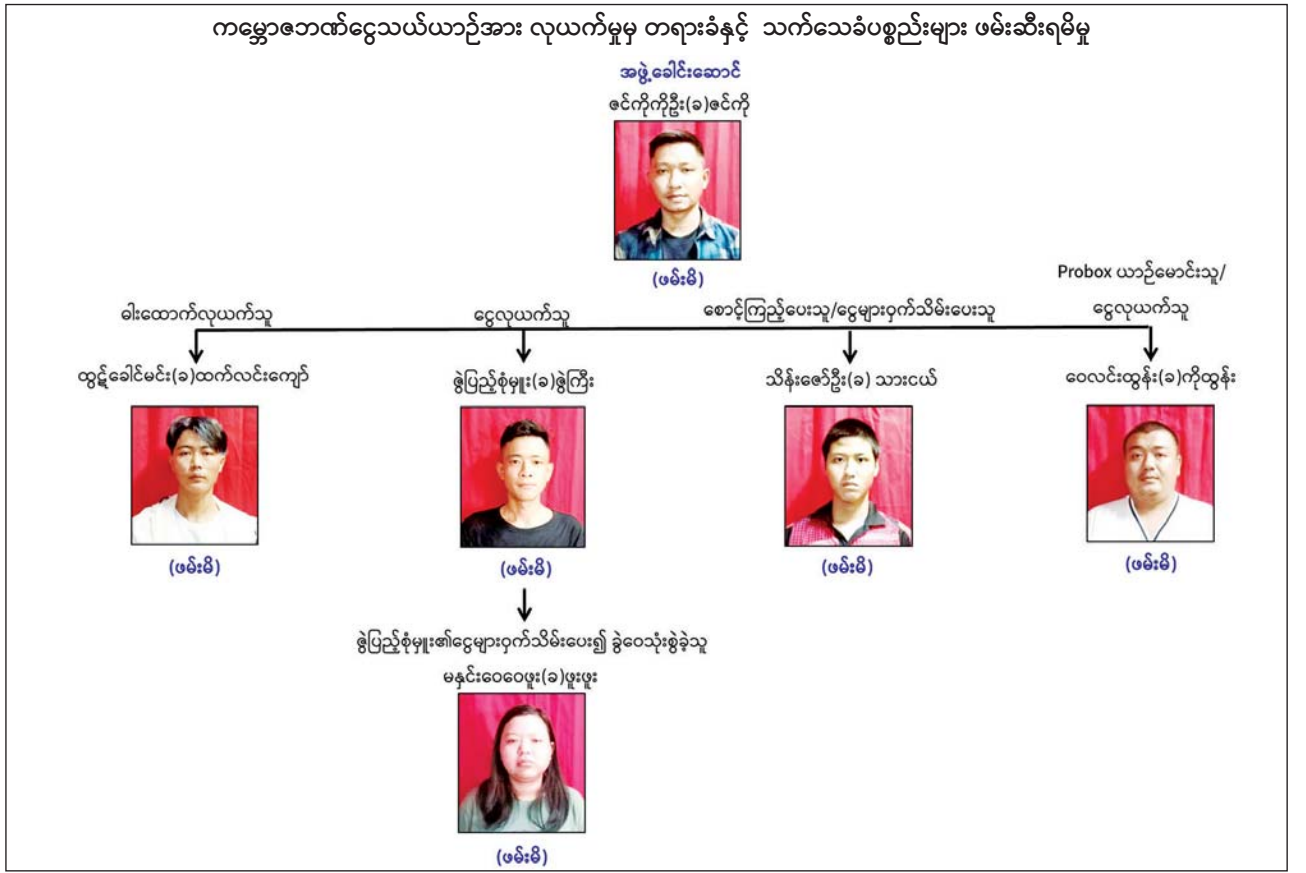 ကမ္ဘောဇဘဏ်ငွေသယ်ယာဉ်အား လုယက်မှုမှ တရားခံနှင့် သက်သေခံပစ္စည်းများ ဖမ်းဆီးရမိမှု
အဖွဲ့ခေါင်းဆောင်
ဇင်ကိုကိုဦး(ခ)ဇင်ကို
(ဖမ်းမိ)
ဓါးထောက်လုယက်သူ
ငွေလုယက်သူ
စောင့်ကြည့်ပေးသူ/ငွေများဝှက်သိမ်းပေးသူ
Probox ယာဉ်မောင်းသူ/
ငွေလုယက်သူ
ထွဋ်ခေါင်မင်း(ခ)ထက်လင်းကျော်
ဇွဲပြည့်စုံမှူး(ခ)ဇွဲကြီး
သိန်းဇော်ဦး(ခ) သားငယ်
ဝေလင်းထွန်း(ခ)ကိုထွန်း
(ဖမ်းမိ)
(ဖမ်းမိ)
(ဖမ်းမိ)
(ဖမ်းမိ)
ဇွဲပြည့်စုံမှူး၏ငွေများဝှက်သိမ်းပေး၍ ခွဲဝေသုံးစွဲခဲ့သူ
မနှင်းဝေဝေဖူး(ခ)ဖူးဖူး
(ဖမ်းမိ)